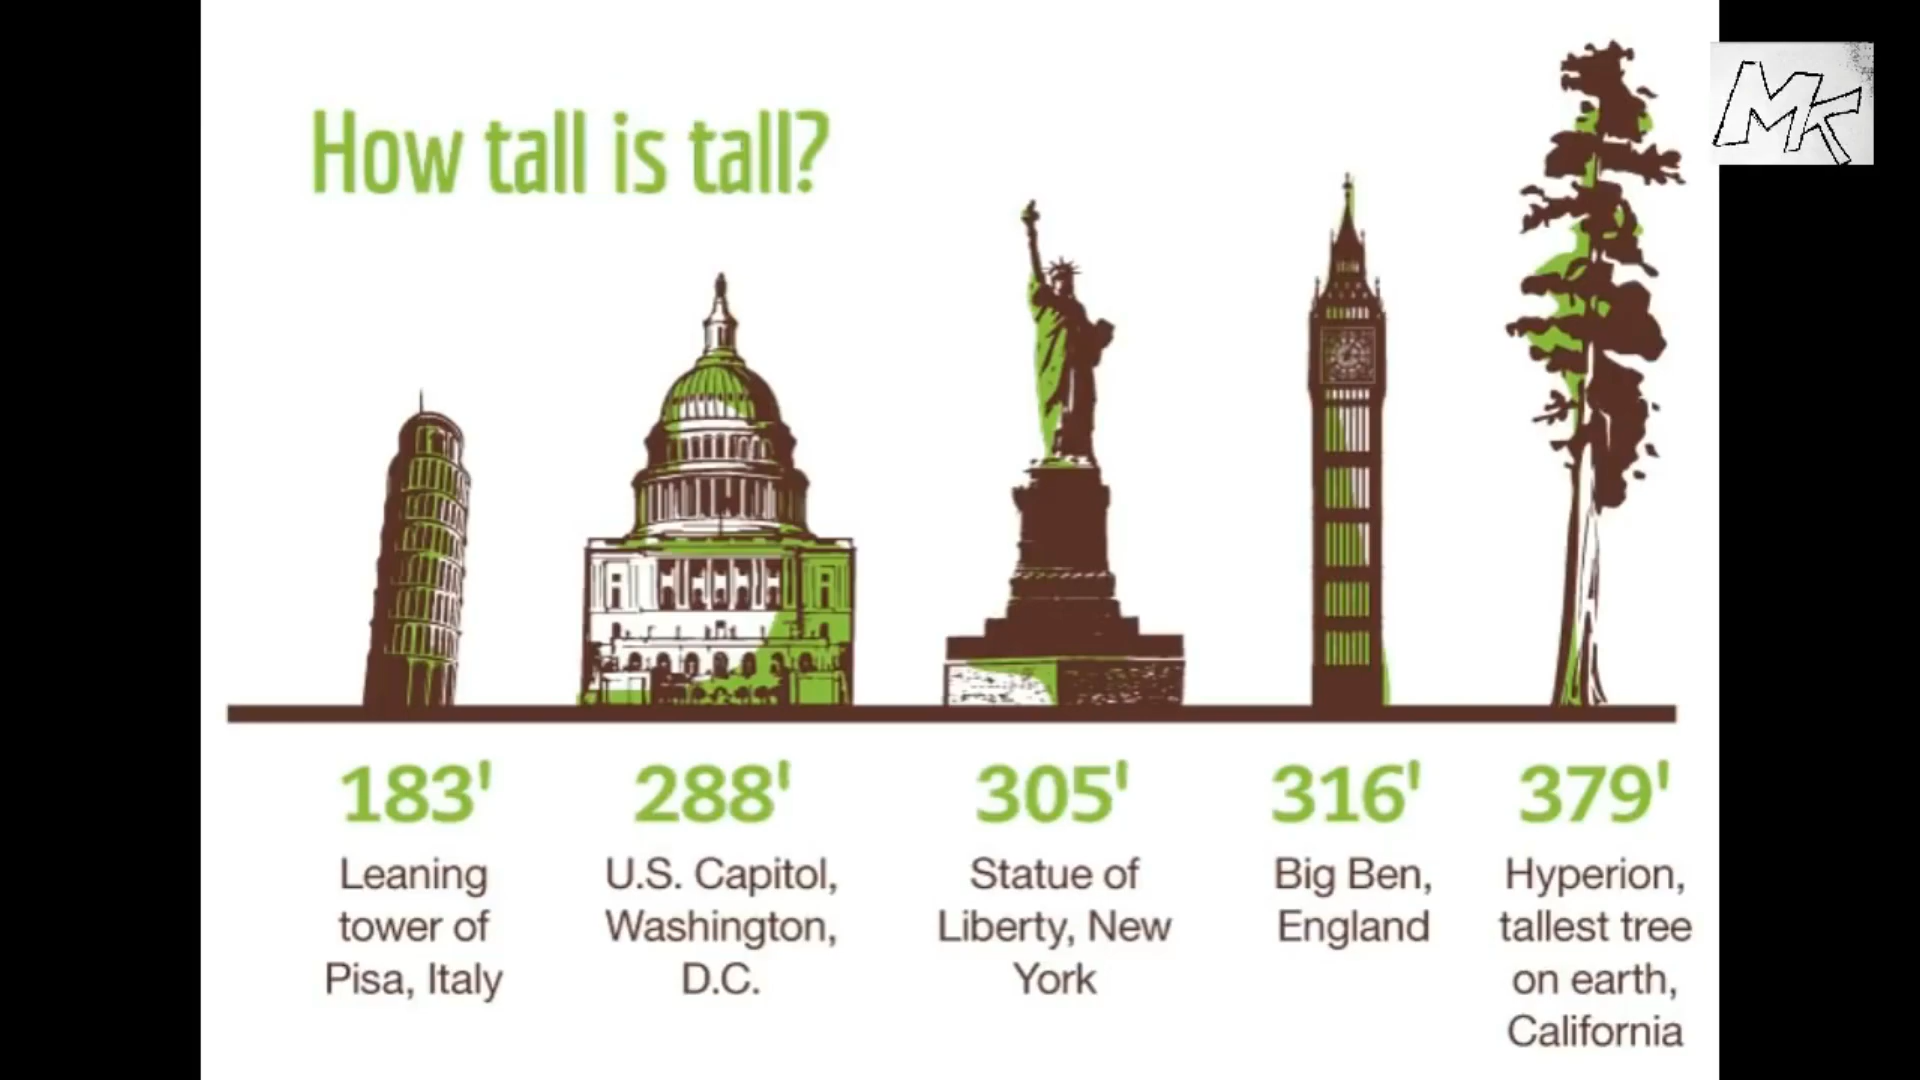 MK
How tall is tall?
183'
Leaning
tower of
Pisa, Italy
288'
U.S. Capitol,
Washington,
D.C.
305'
Statue of
Liberty, New
York
316'
Big Ben,
England
379'
Hyperion,
tallest tree
on earth,
California